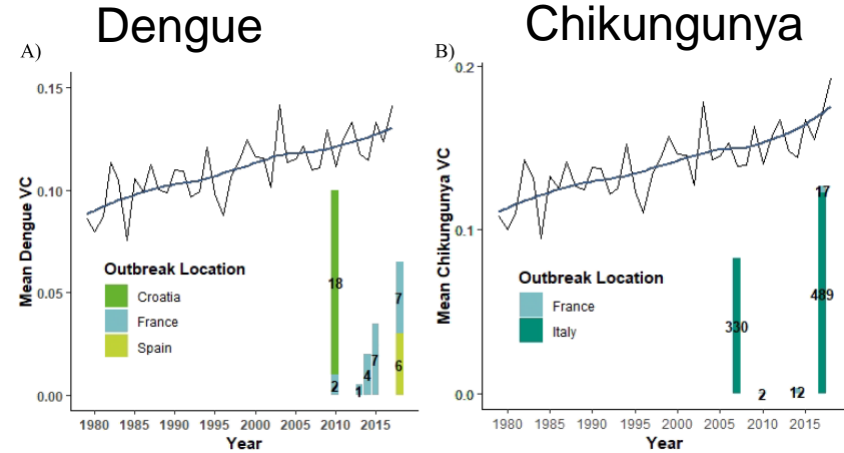 Dengue
A)
0.15
0.10
0.05
0.00
Mean Dengue VC
Outbreak Location
Croatia
France
Spain
18
2
1
4
7
7
6
1980 1985 1990 1995 2000 2005 2010 2015
Year
Chikungunya
B)
0.2
0.1
0.0
Mean Chikungunya VC
Outbreak Location
France
Italy
330
2
12
17
489
1980 1985 1990 1995 2000 2005 2010 2015
Year